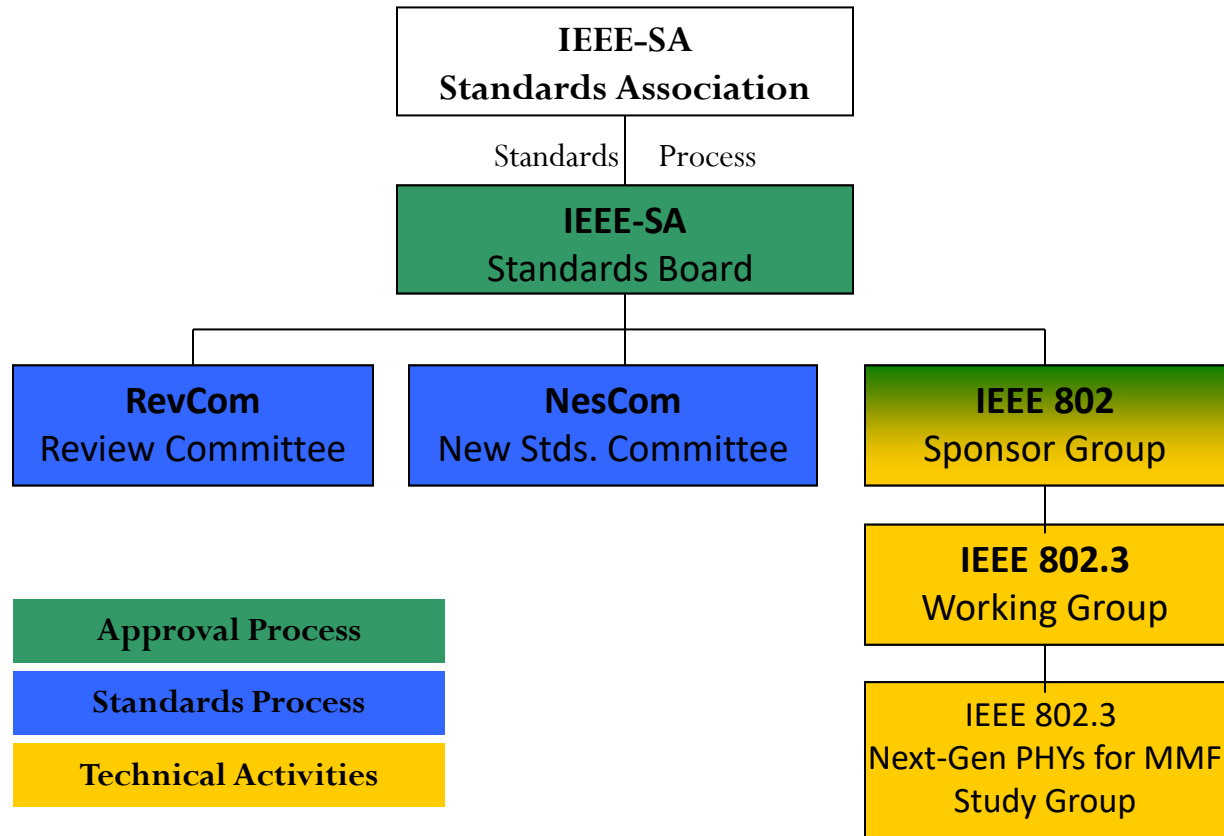 IEEE-SA
Standards Association
Standards Process
IEEE-SA
Standards Board
RevCom
Review Committee
NesCom
New Stds. Committee
IEEE 802
Sponsor Group
IEEE 802.3
Working Group
IEEE 802.3
Next-Gen PHYs for MMF
Study Group
Approval Process
Standards Process
Technical Activities